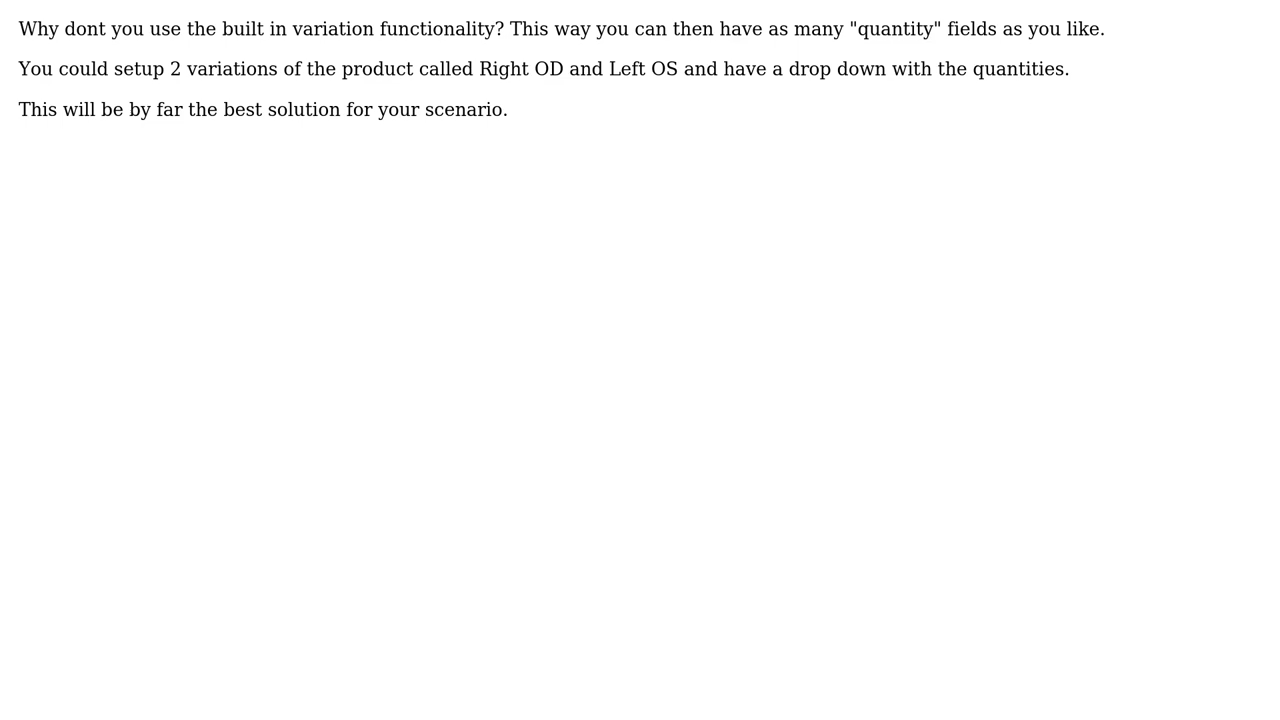 Why dont you use the built in variation functionality? This way you can then have as many "quantity" fields as you like.
You could setup 2 variations of the product called Right OD and Left OS and have a drop down with the quantities.
This will be by far the best solution for your scenario.